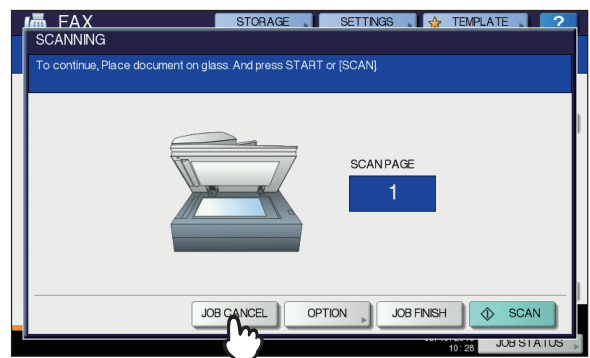 FAX
STORAGE
SETTINGS
TEMPLATE
?
SCANNING
To continue, Place document on glass. And press START or [SCAN].
SCAN PAGE
1
JOB CANCEL
OPTION
JOB FINISH
SCAN
10 : 28
JOB STATUS